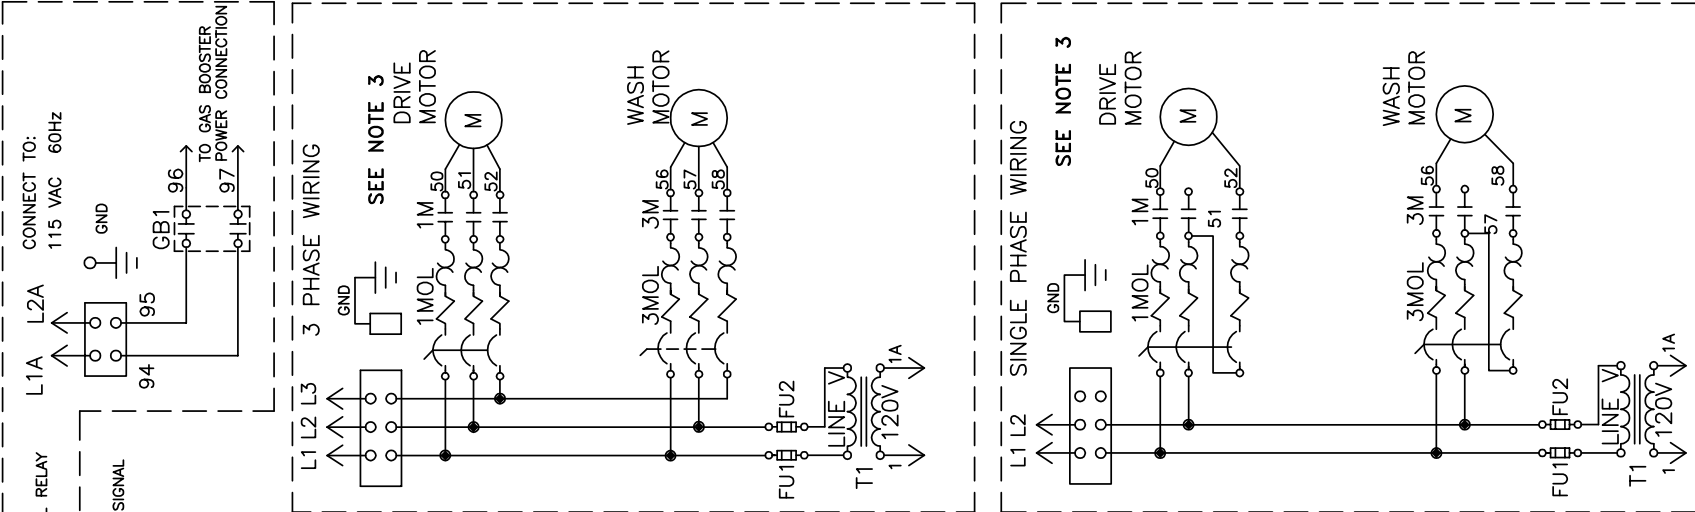 CONNECT TO:
115 VAC 60Hz
L1A
L2A
GND
94
95
GB1
96
97
TO GAS BOOSTER
POWER CONNECTION
RELAY
SIGNAL
3 PHASE WIRING
SEE NOTE 3
GND
L1
L2
L3
DRIVE
MOTOR
M
50
51
52
1M
1MOL
WASH
MOTOR
M
56
57
58
3M
3MOL
FU1
FU2
LINE V
T1
120V
1
1A
SINGLE PHASE WIRING
SEE NOTE 3
GND
L1
L2
DRIVE
MOTOR
M
50
52
1M
51
1MOL
WASH
MOTOR
M
56
58
3M
57
3MOL
FU1
FU2
LINE V
T1
120V
1
1A